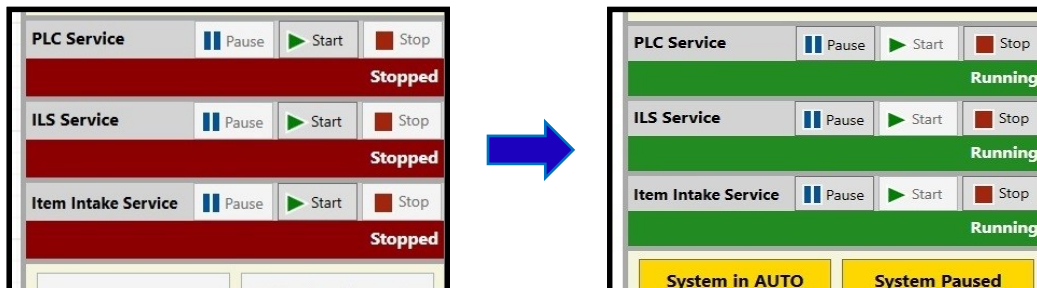 PLC Service Pause Start Stop
Stopped
ILS Service Pause Start Stop
Stopped
Item Intake Service Pause Start Stop
Stopped
PLC Service Pause Start Stop
Running
ILS Service Pause Start Stop
Running
Item Intake Service Pause Start Stop
Running
System in AUTO System Paused